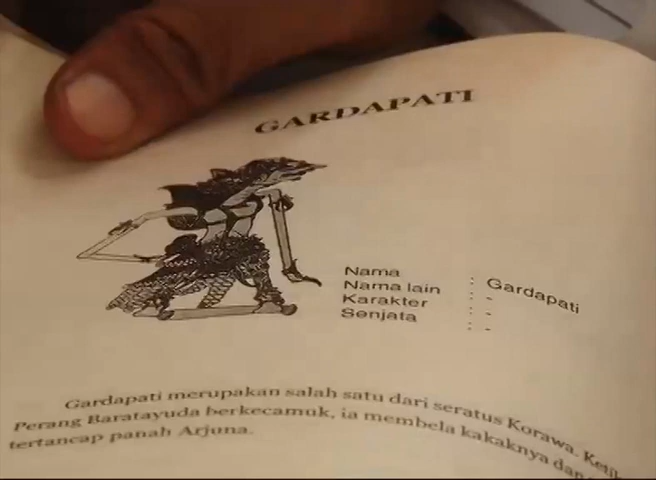 GARDAPATI
Nama : Gardapati
Nama lain : -
Karakter : -
Senjata : -
Gardapati merupakan salah satu dari seratus Korawa. Ketik
Perang Baratayuda berkecamuk, ia membela kakaknya dan
tertancap panah Arjuna.